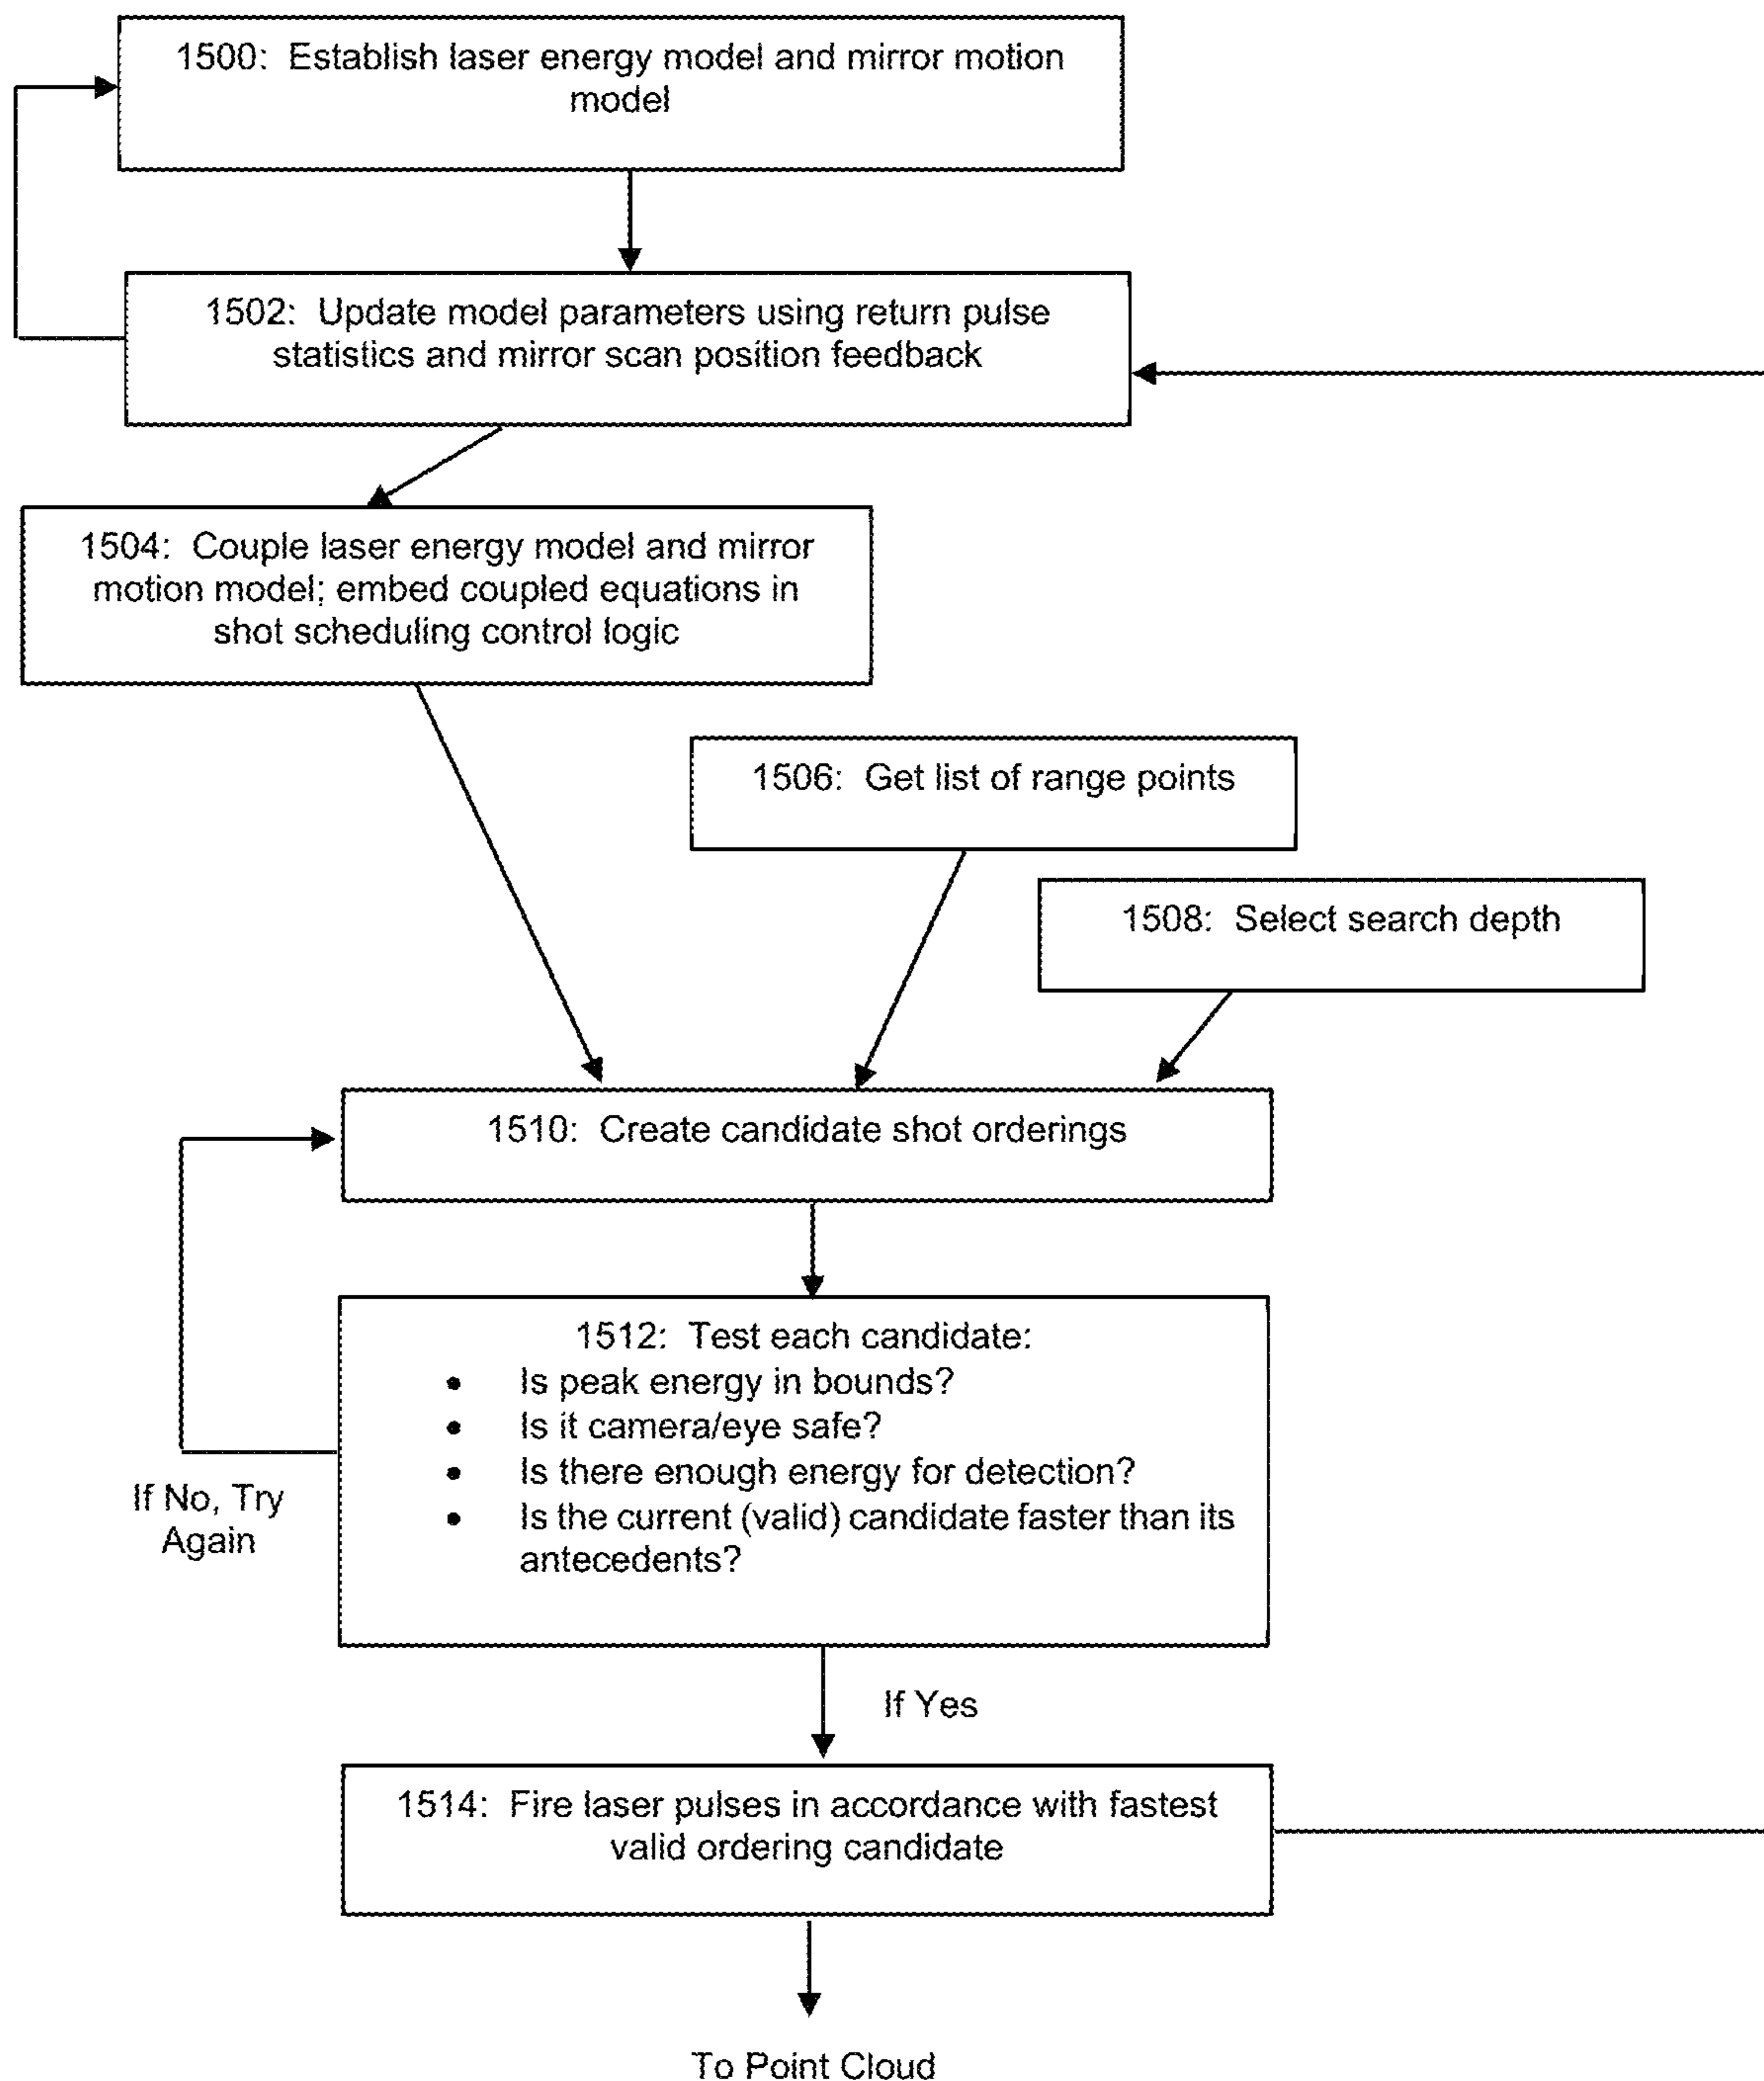 1500: Establish laser energy model and mirror motion
model
1502: Update model parameters using return pulse
statistics and mirror scan position feedback
1504: Couple laser energy model and mirror
motion model; embed coupled equations in
shot scheduling control logic
1506: Get list of range points
1508: Select search depth
1510: Create candidate shot orderings
1512: Test each candidate:
• Is peak energy in bounds?
• Is it camera/eye safe?
• Is there enough energy for detection?
• Is the current (valid) candidate faster than its
antecedents?
If No, Try
Again
If Yes
1514: Fire laser pulses in accordance with fastest
valid ordering candidate
To Point Cloud